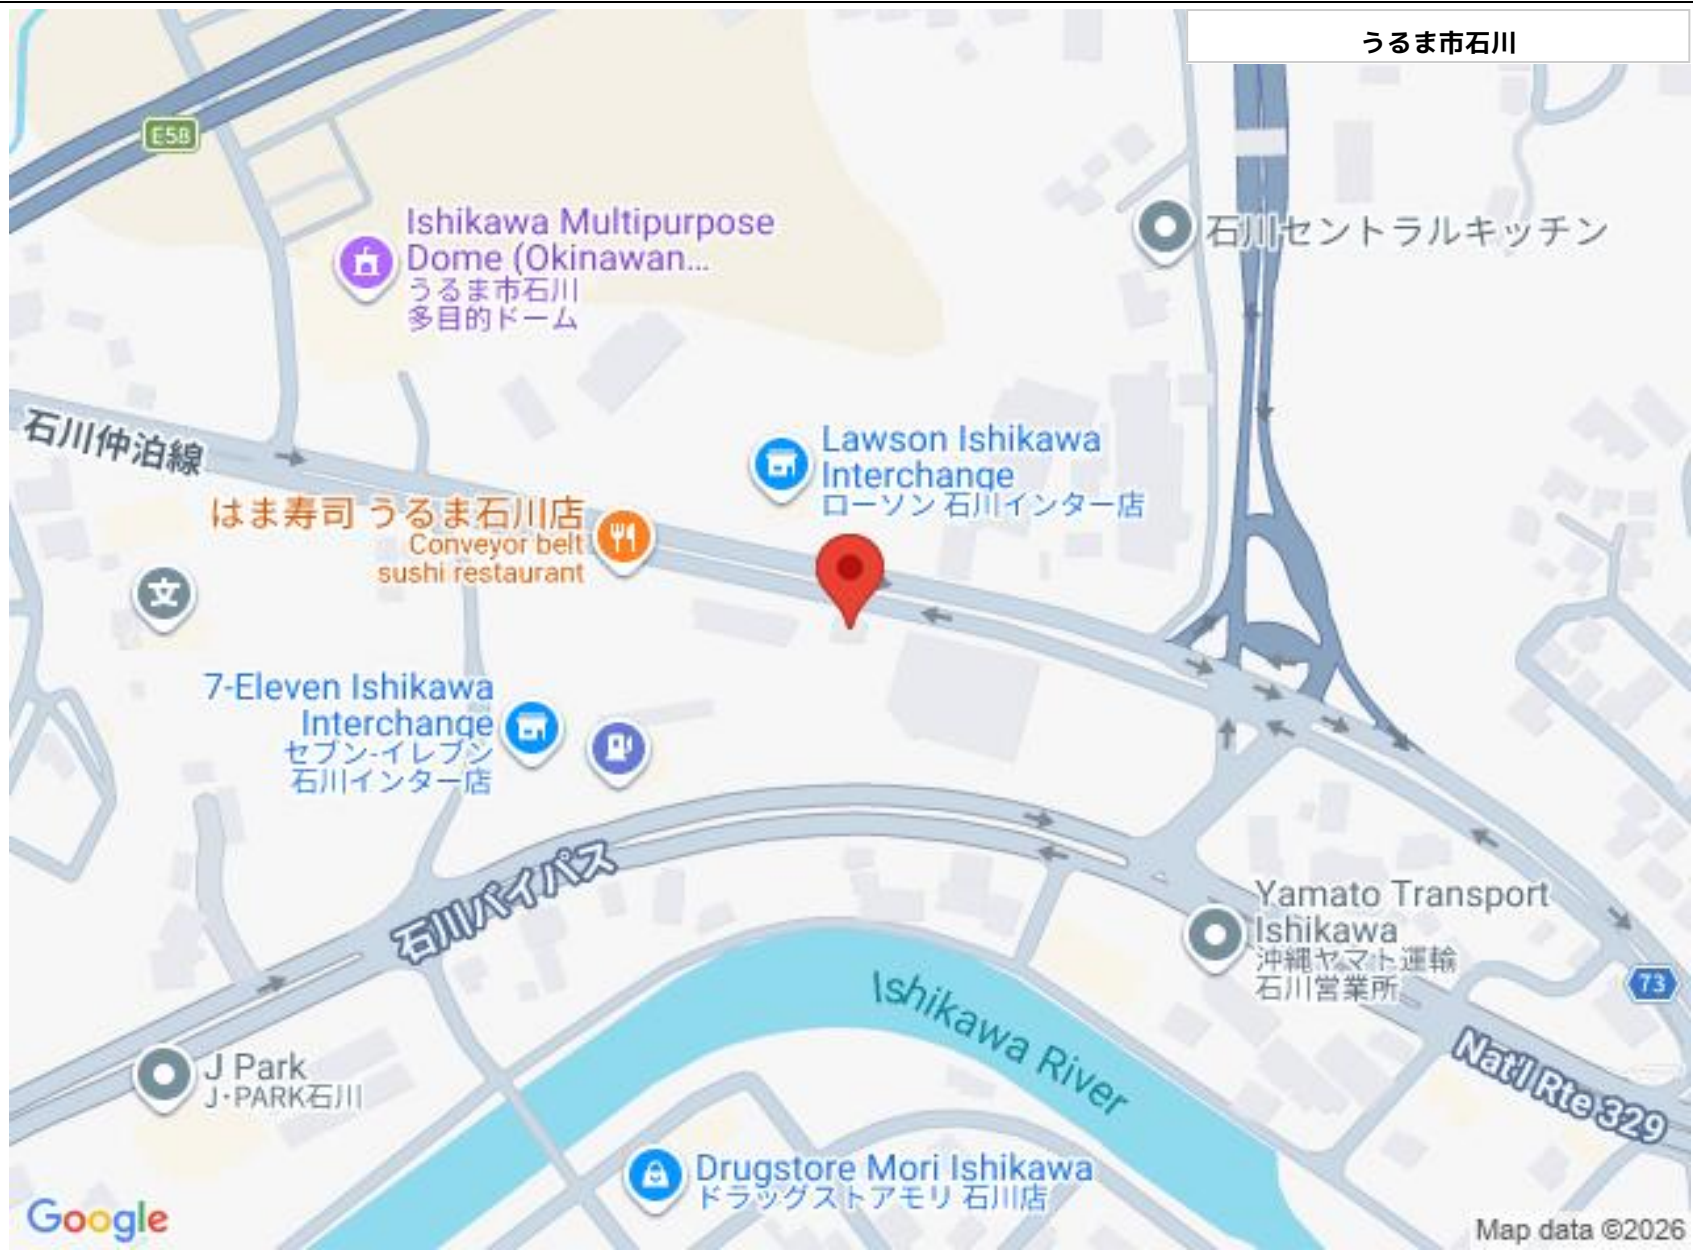 うるま市石川
E58
Ishikawa Multipurpose
Dome (Okinawan...
うるま市石川
多目的ドーム
石川セントラルキッチン
石川仲泊線
Lawson Ishikawa
Interchange
ローソン 石川インター店
はま寿司 うるま石川店
Conveyor belt
sushi restaurant
文
7-Eleven Ishikawa
Interchange
セブン-イレブン
石川インター店
石川バイパス
Yamato Transport
Ishikawa
沖縄ヤマト運輸
石川営業所
73
Ishikawa River
Nat'l Rte 329
J Park
J・PARK石川
Drugstore Mori Ishikawa
ドラッグストアモリ 石川店
Google
Map data ©2026